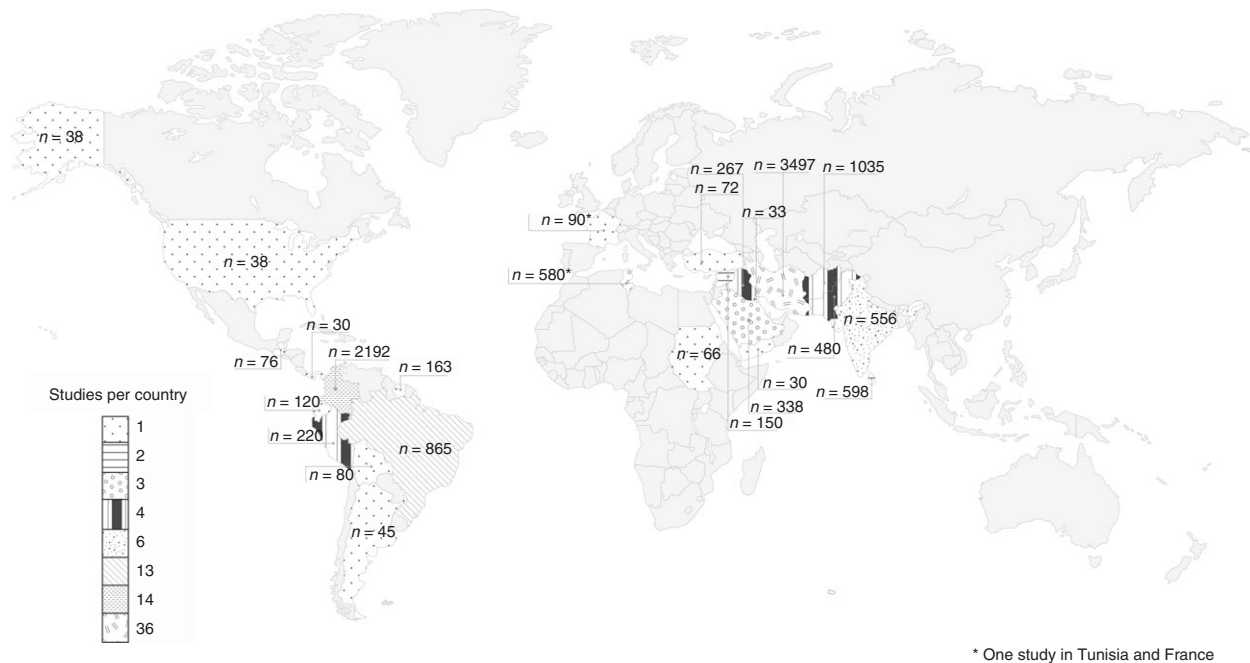 n = 38
n = 38
n = 267
n = 3497
n = 1035
n = 72
n = 33
n = 90*
n = 580*
n = 556
n = 66
n = 480
n = 30
n = 598
n = 338
n = 150
n = 30
n = 2192
n = 76
n = 163
n = 120
n = 220
n = 865
n = 80
n = 45
Studies per country
1
2
3
4
6
13
14
36
* One study in Tunisia and France